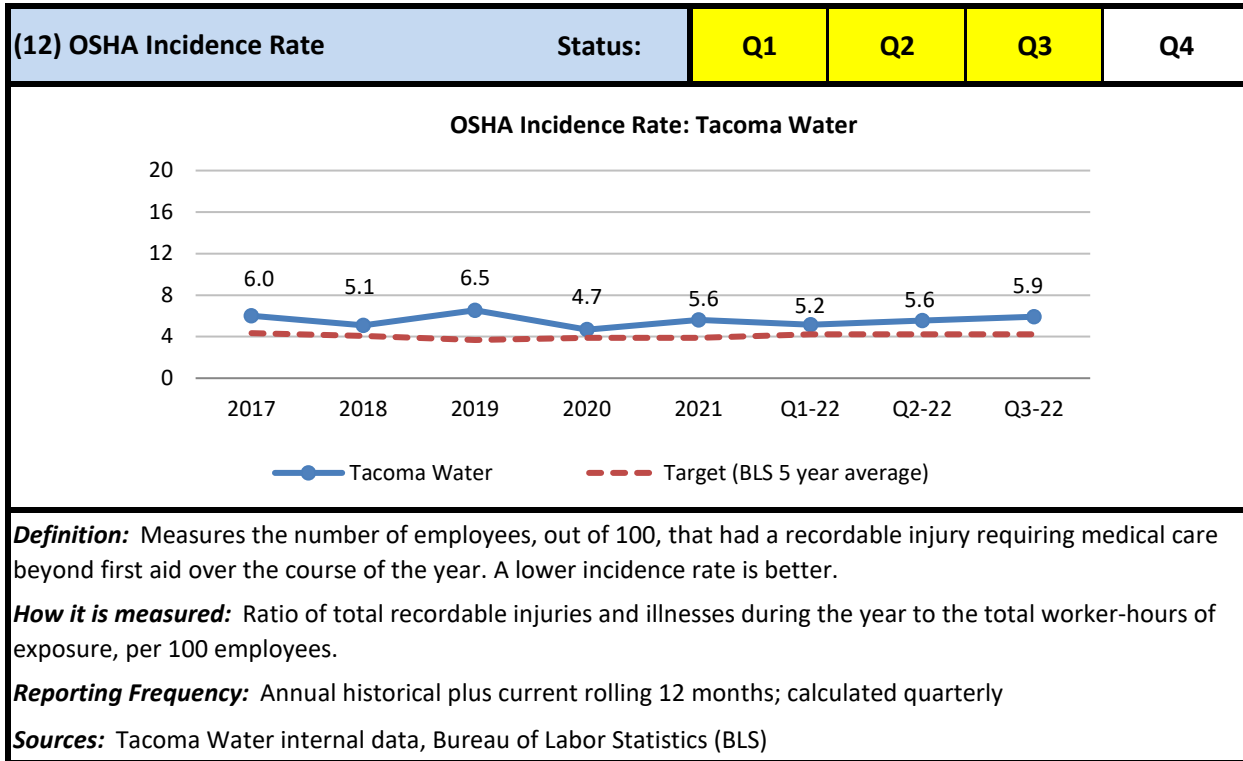 (12) OSHA Incidence Rate Status: Q1 Q2 Q3 Q4
OSHA Incidence Rate: Tacoma Water
20
16
12
8
4
0
6.0 5.1 6.5 4.7 5.6 5.2 5.6 5.9
2017 2018 2019 2020 2021 Q1-22 Q2-22 Q3-22
Tacoma Water Target (BLS 5 year average)
Definition: Measures the number of employees, out of 100, that had a recordable injury requiring medical care
beyond first aid over the course of the year. A lower incidence rate is better.
How it is measured: Ratio of total recordable injuries and illnesses during the year to the total worker-hours of
exposure, per 100 employees.
Reporting Frequency: Annual historical plus current rolling 12 months; calculated quarterly
Sources: Tacoma Water internal data, Bureau of Labor Statistics (BLS)